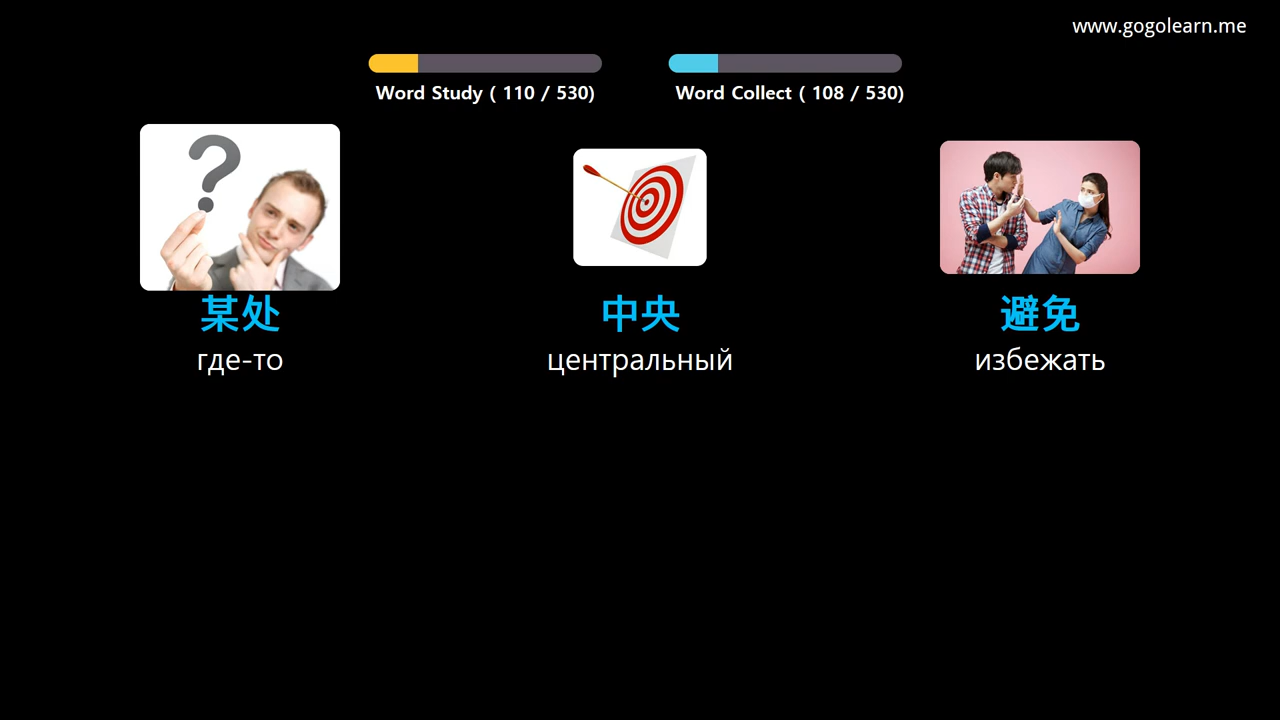 www.gogolearn.me
Word Study ( 110 / 530)
Word Collect ( 108 / 530)
某处
где-то
中央
центральный
避免
избежать